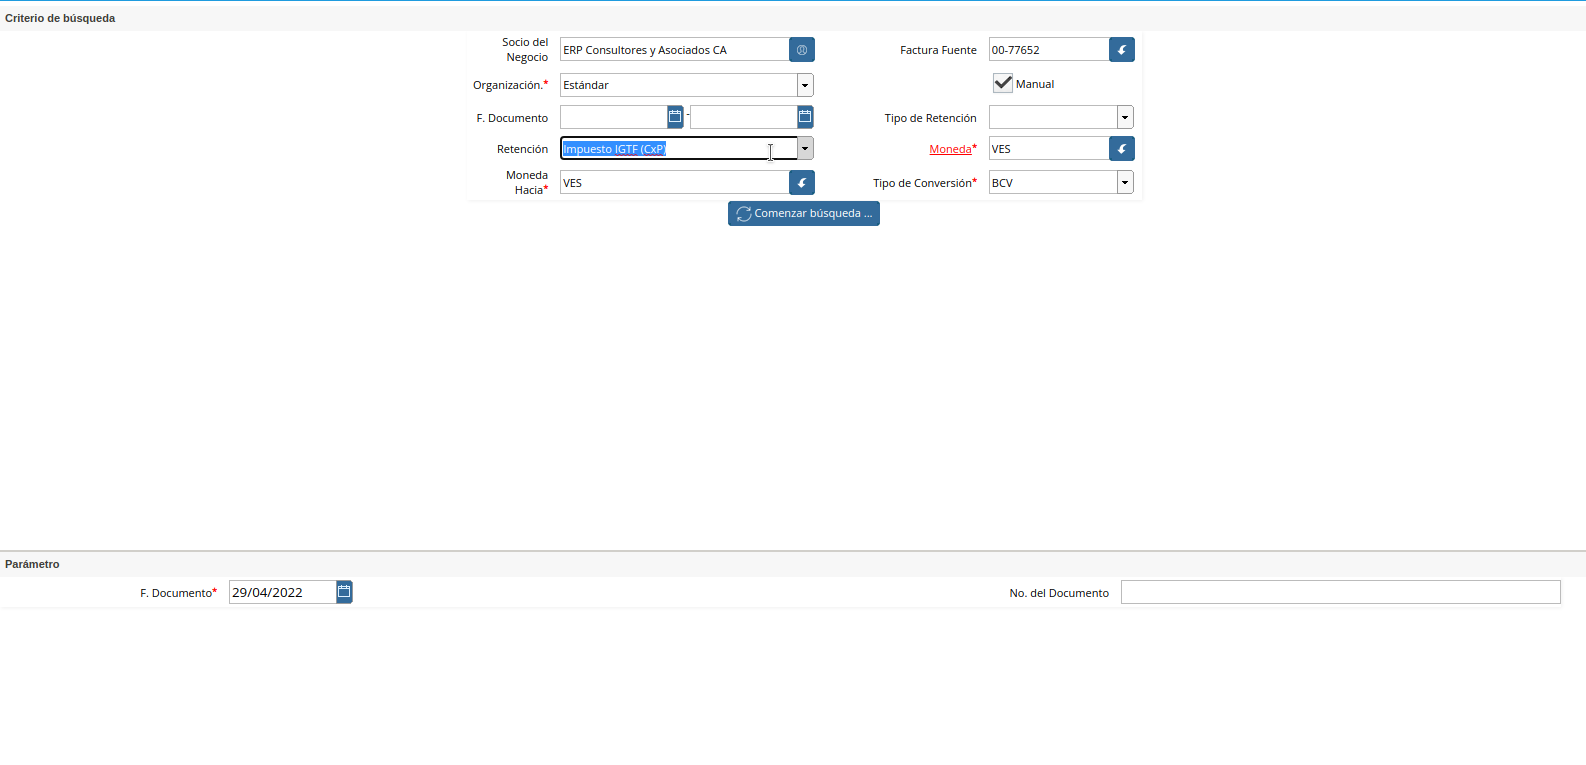 Criterio de búsqueda
Socio del Negocio ERP Consultores y Asociados CA Factura Fuente 00-77652
Organización.* Estándar Manual
F. Documento - Tipo de Retención
Retención Impuesto IGTF (CxP) Moneda* VES
Moneda Hacia* VES Tipo de Conversión* BCV
Comenzar búsqueda ...
Parámetro
F. Documento* 29/04/2022 No. del Documento